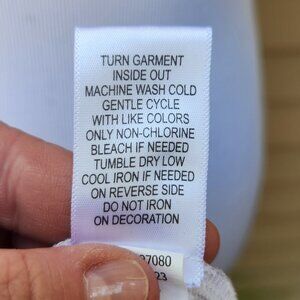 TURN GARMENT
INSIDE OUT
MACHINE WASH COLD
GENTLE CYCLE
WITH LIKE COLORS
ONLY NON-CHLORINE
BLEACH IF NEEDED
TUMBLE DRY LOW
COOL IRON IF NEEDED
ON REVERSE SIDE
DO NOT IRON
ON DECORATION